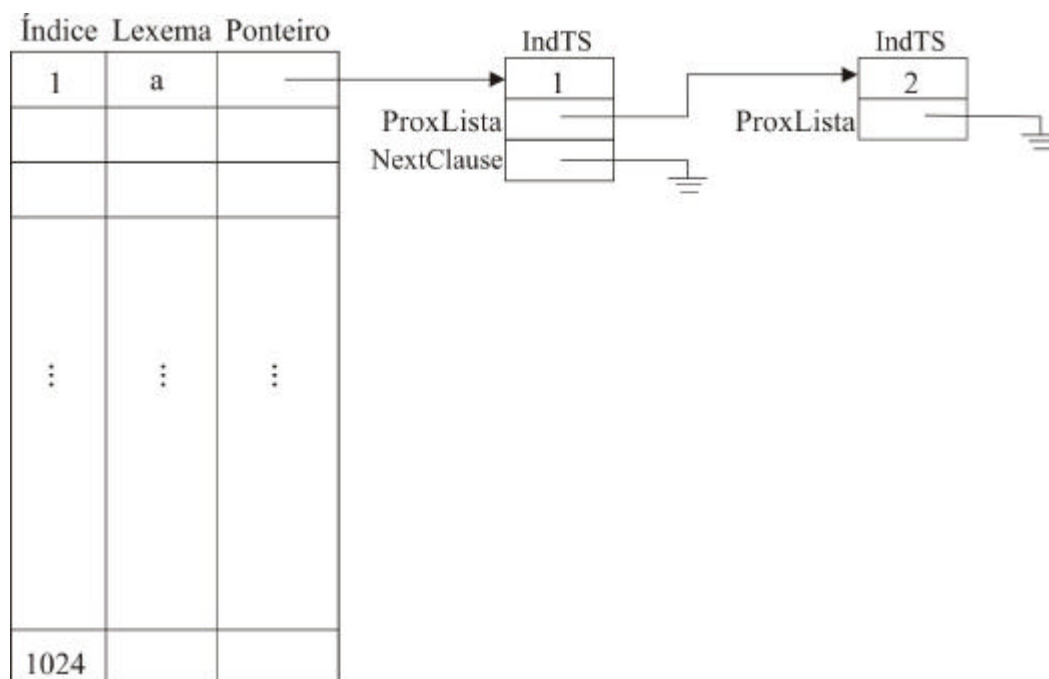 Índice Lexema Ponteiro
IndTS
IndTS
1 a
1
2
ProxLista
ProxLista
NextClause
⋮ ⋮ ⋮
1024